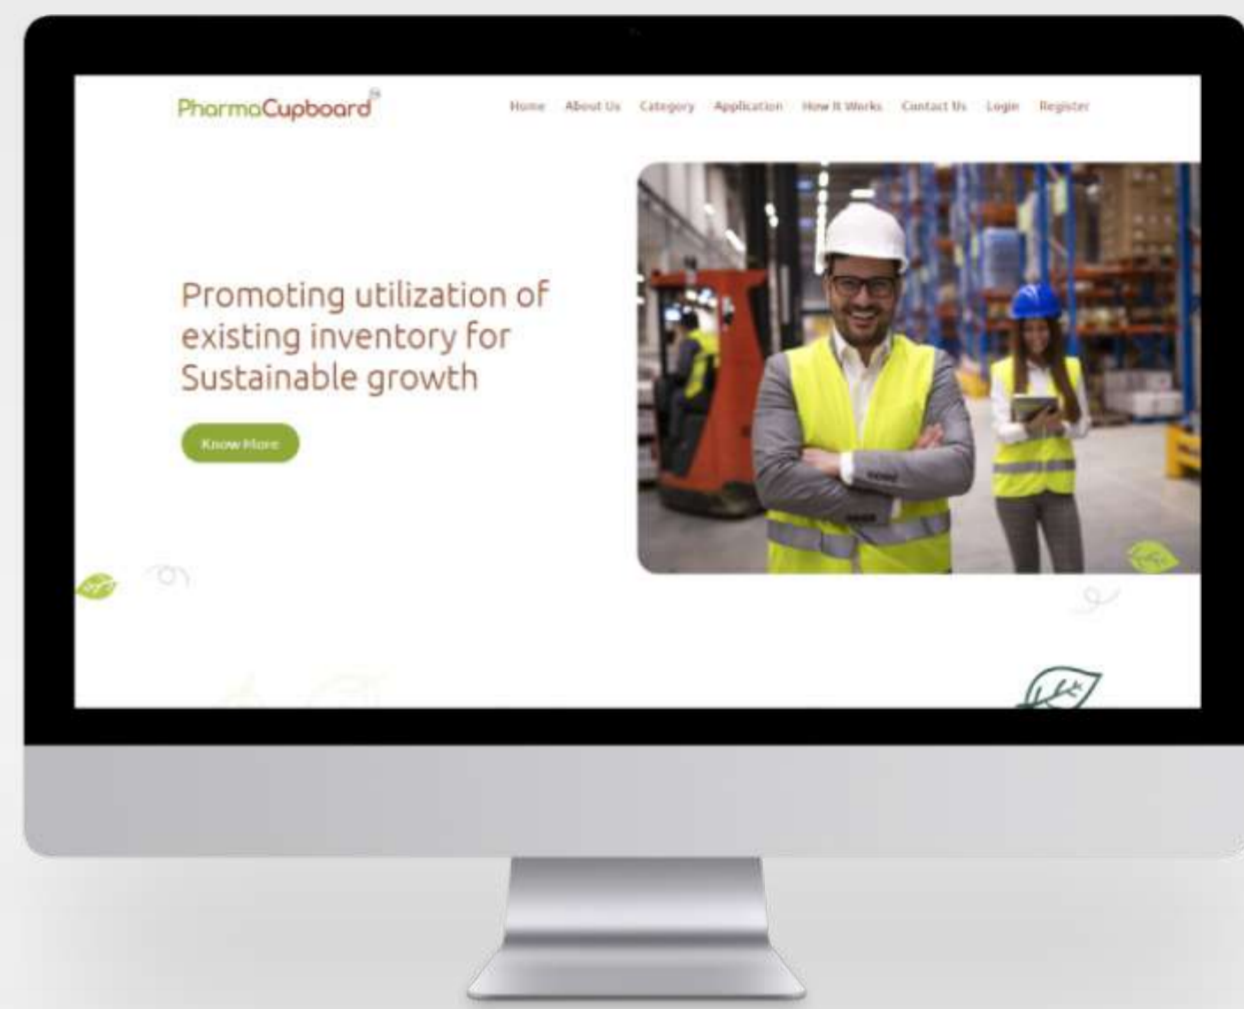 PharmaCupboard
Home About Us Category Application How It Works Contact Us Login Register
Promoting utilization of
existing inventory for
Sustainable growth
Know More